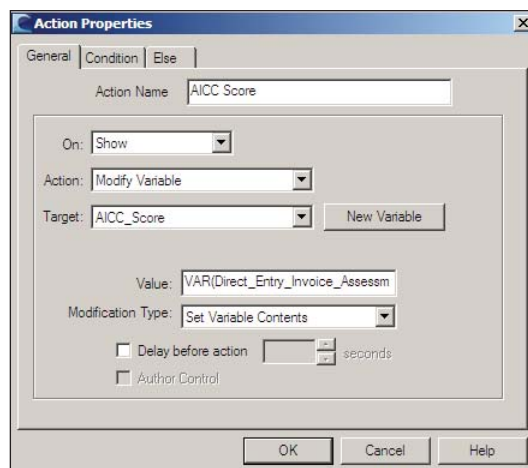 Action Properties
General Condition Else
Action Name AICC Score
On: Show
Action: Modify Variable
Target: AICC_Score New Variable
Value: VAR(Direct_Entry_Invoice_Assessm
Modification Type: Set Variable Contents
Delay before action seconds
Author Control
OK Cancel Help